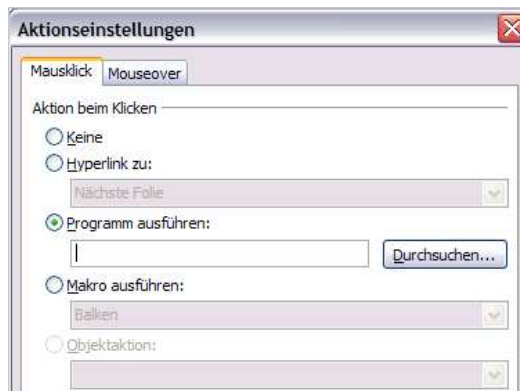 Aktionseinstellungen
Mausklick Mouseover
Aktion beim Klicken
Keine
Hyperlink zu:
Nächste Folie
Programm ausführen:
Durchsuchen...
Makro ausführen:
Balken
Objektaktion: